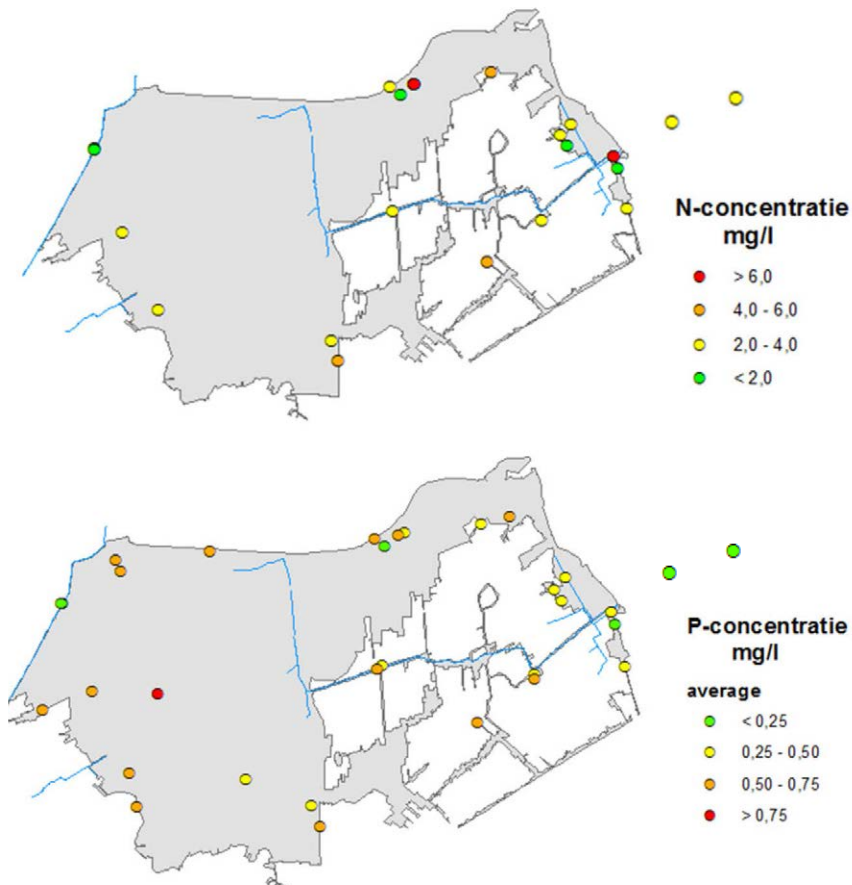 N-concentratie
mg/l
> 6,0
4,0 - 6,0
2,0 - 4,0
< 2,0
P-concentratie
mg/l
average
< 0,25
0,25 - 0,50
0,50 - 0,75
> 0,75